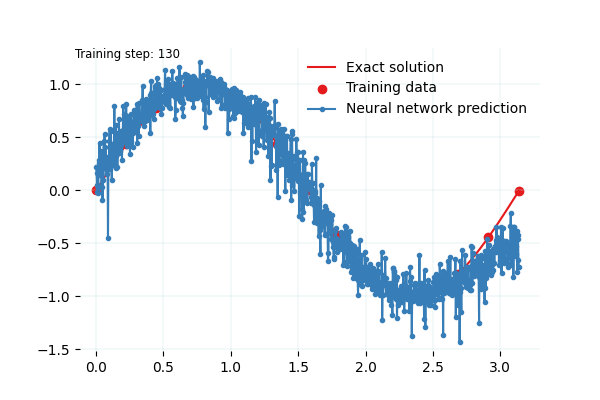 Training step: 130
Exact solution
Training data
Neural network prediction
1.0
0.5
0.0
−0.5
−1.0
−1.5
0.0 0.5 1.0 1.5 2.0 2.5 3.0